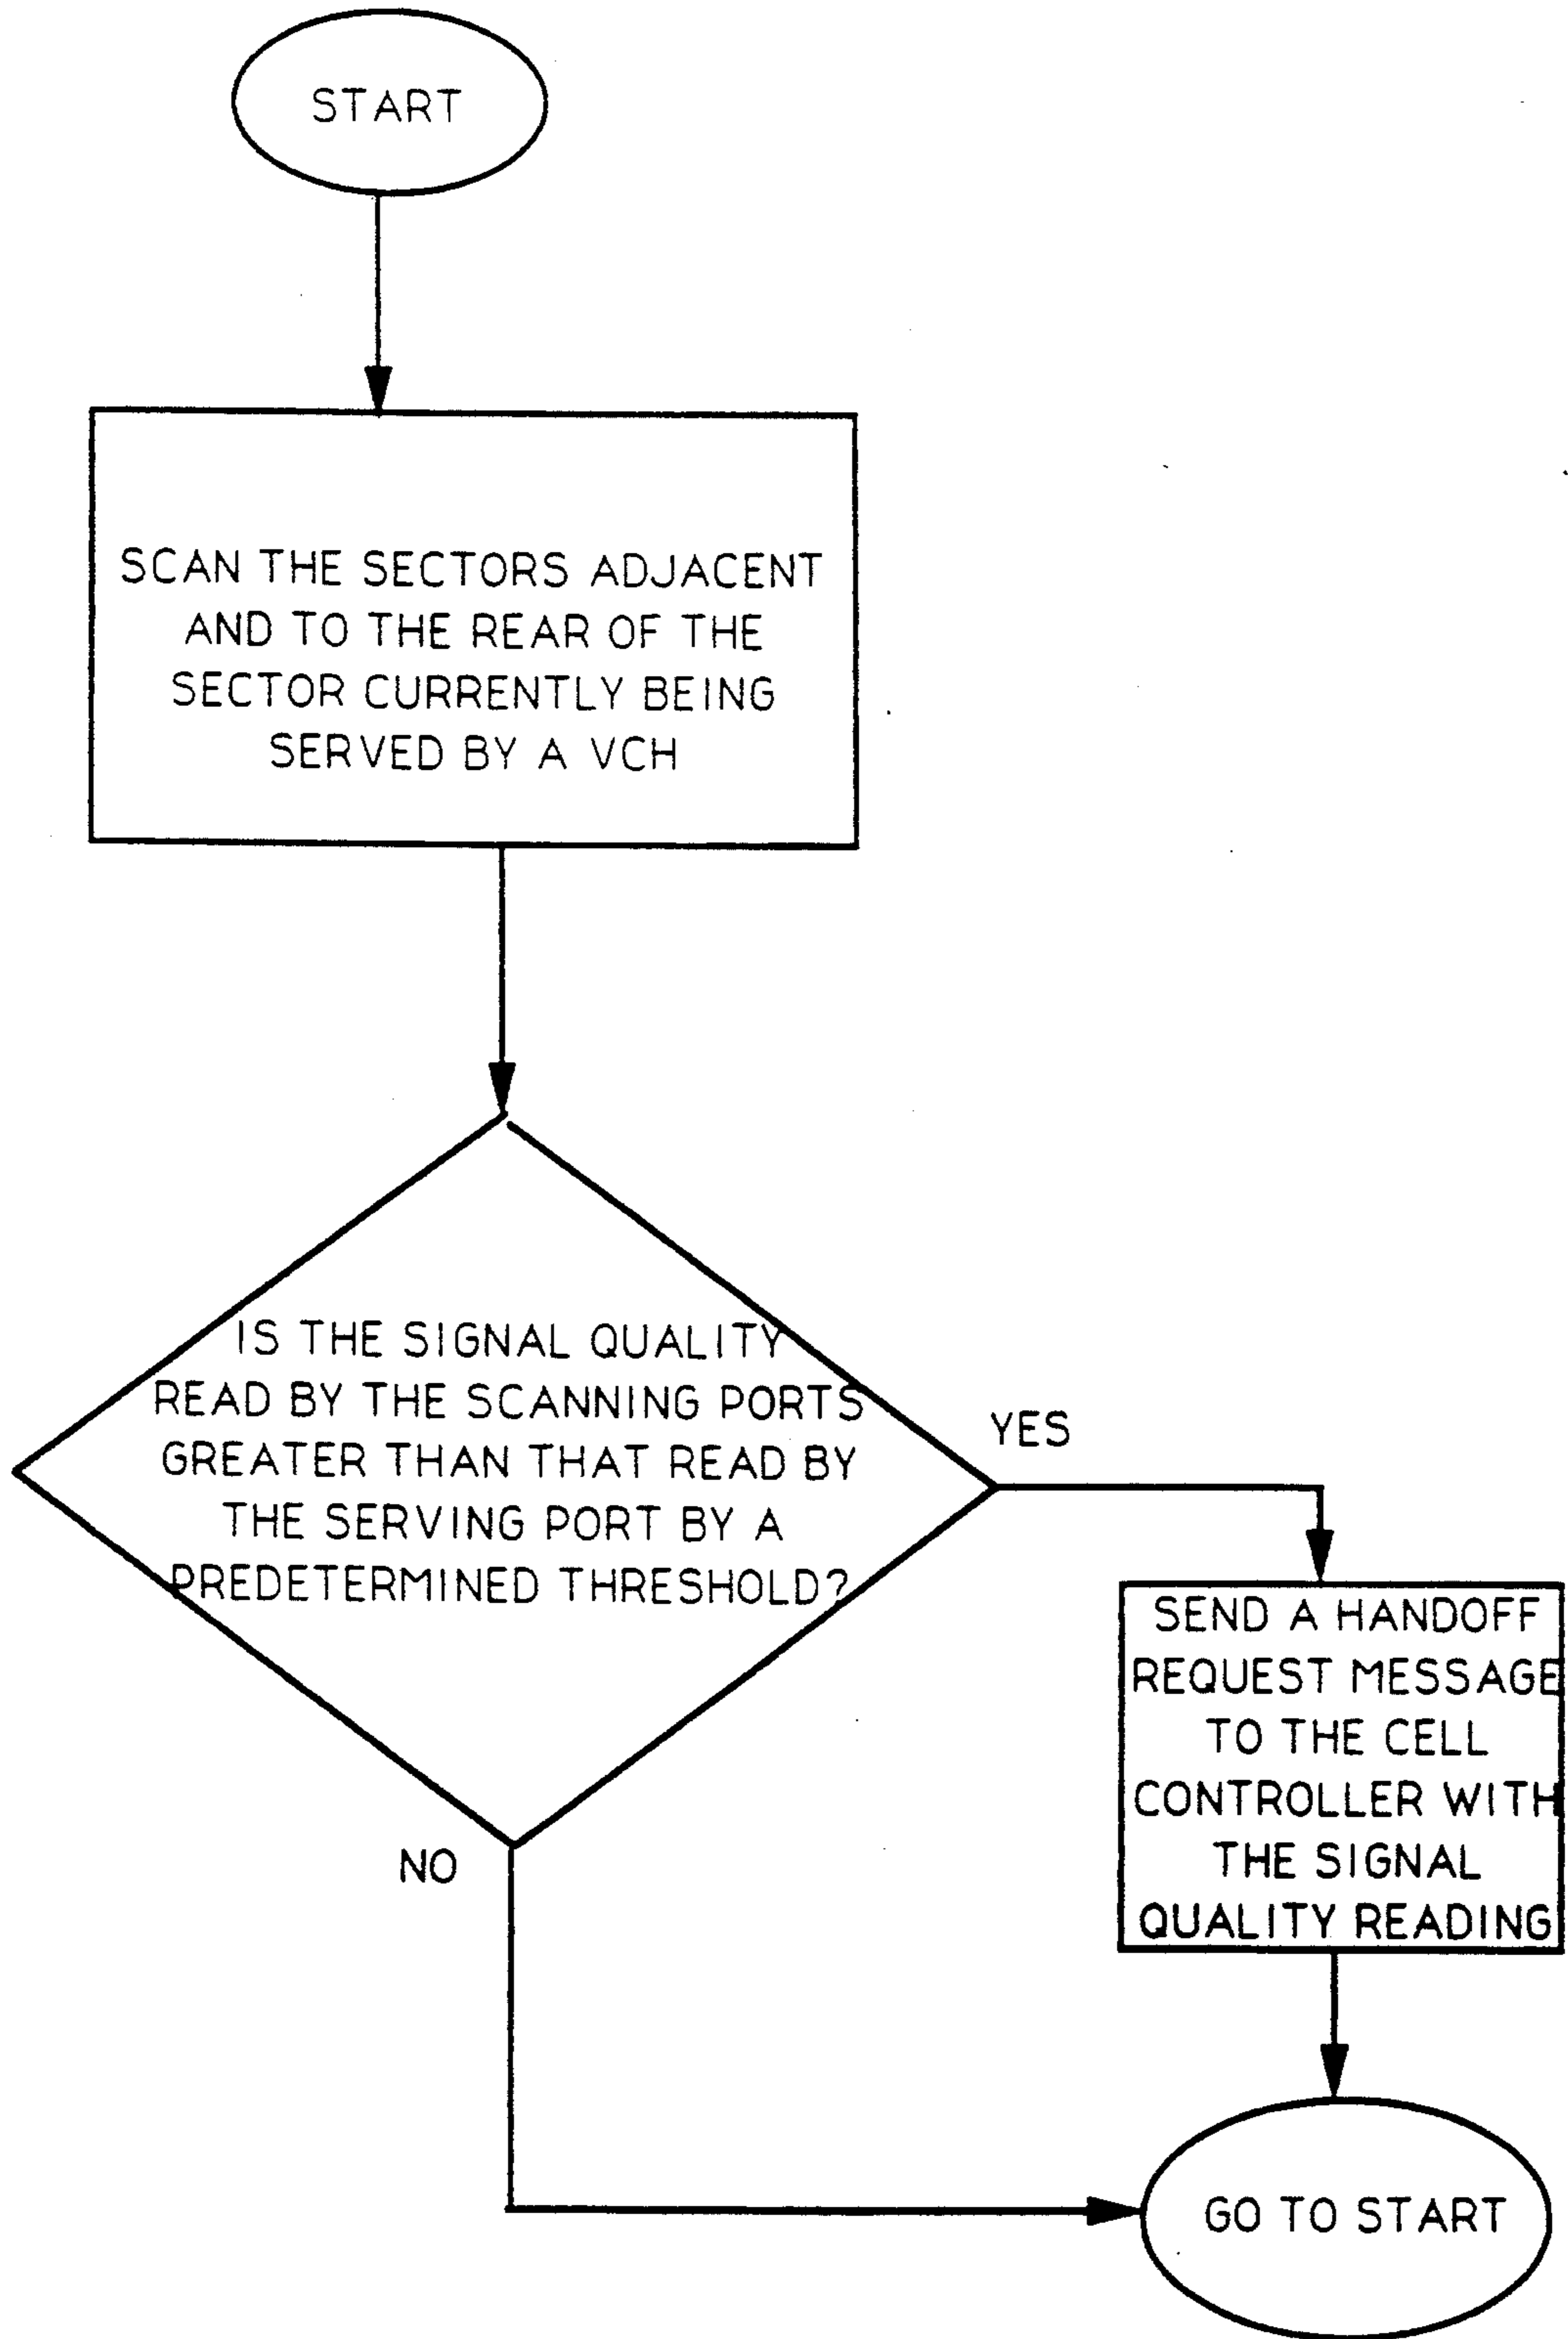 START
SCAN THE SECTORS ADJACENT
AND TO THE REAR OF THE
SECTOR CURRENTLY BEING
SERVED BY A VCH
IS THE SIGNAL QUALITY
READ BY THE SCANNING PORTS
GREATER THAN THAT READ BY
THE SERVING PORT BY A
PREDETERMINED THRESHOLD?
YES
SEND A HANDOFF
REQUEST MESSAGE
TO THE CELL
CONTROLLER WITH
THE SIGNAL
QUALITY READING
NO
GO TO START